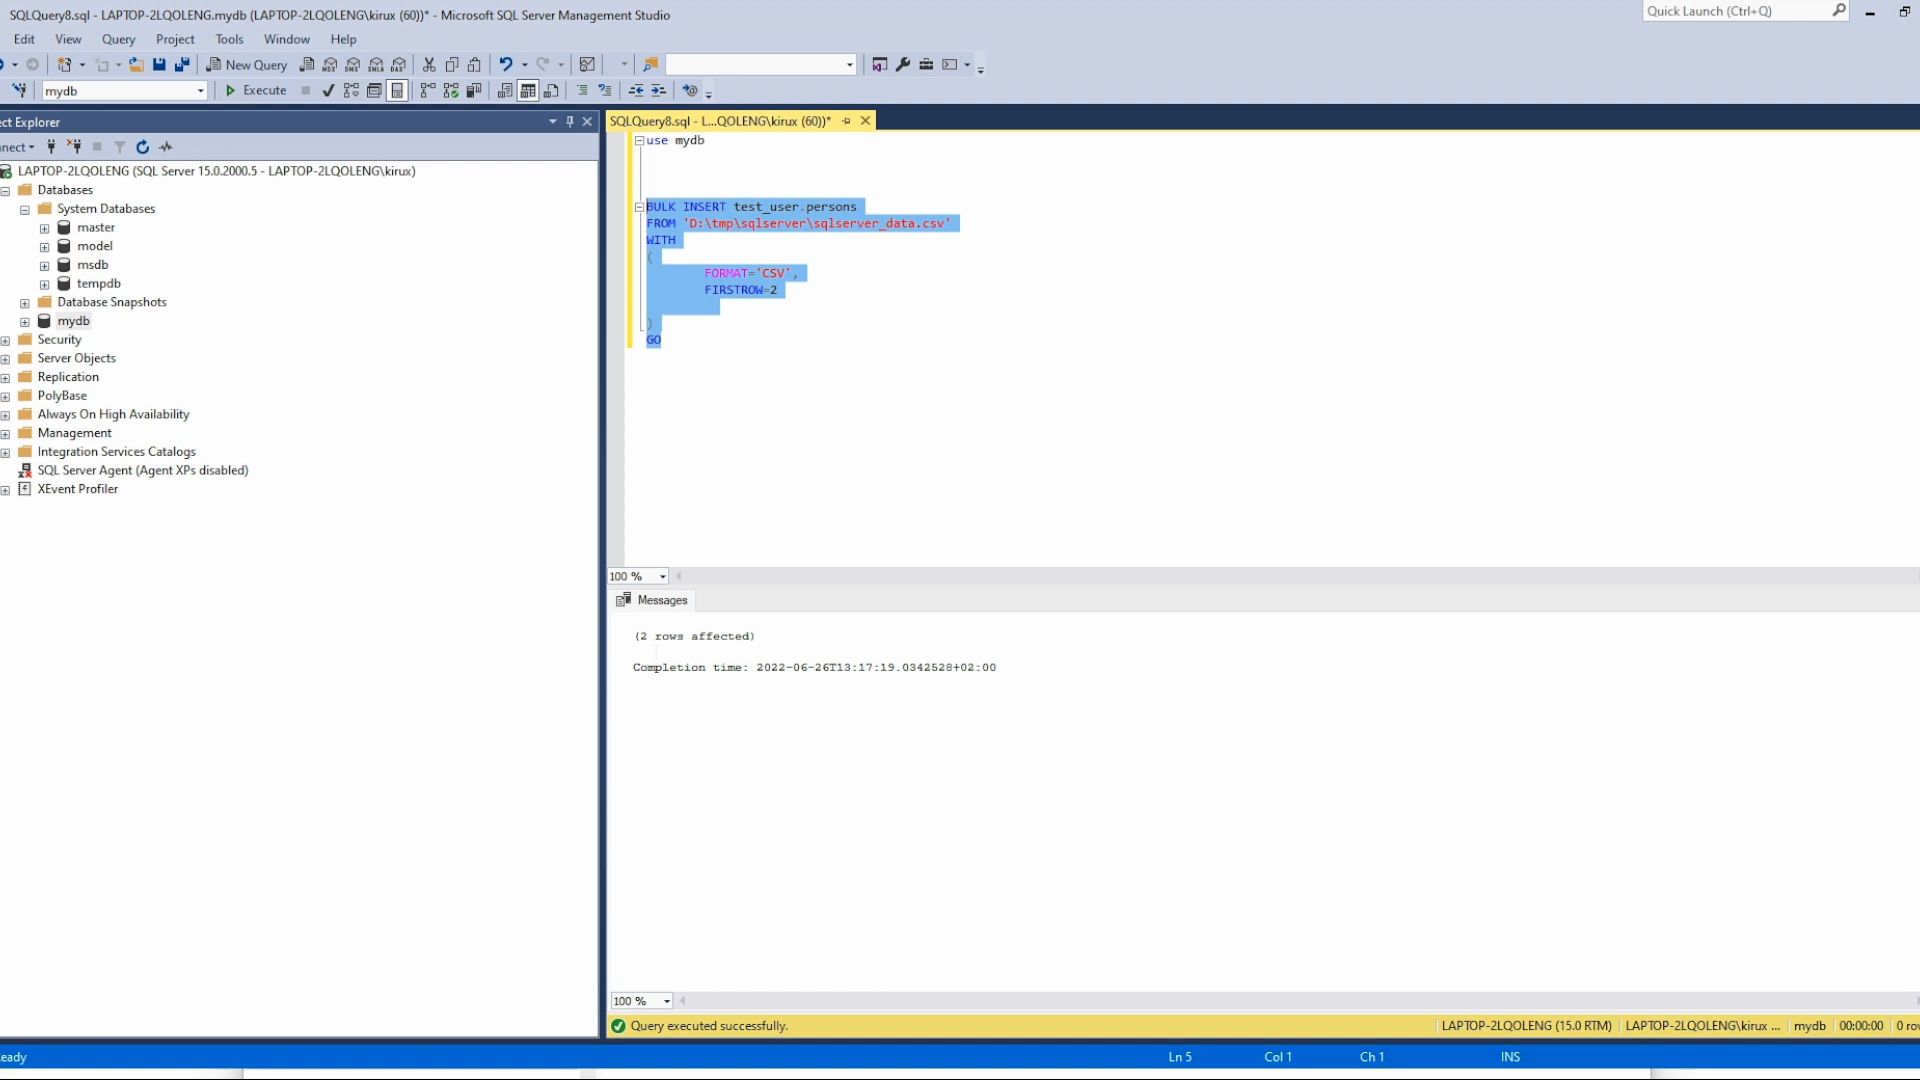 SQLQuery8.sql - LAPTOP-2LQOLENG.mydb (LAPTOP-2LQOLENG\kirux (60))* - Microsoft SQL Server Management Studio
Quick Launch (Ctrl+Q)
Edit View Query Project Tools Window Help
New Query
MDX DMX XMLA DAX
mydb
Execute
ct Explorer
SQLQuery8.sql - L...QOLENG\kirux (60))*
nect
LAPTOP-2LQOLENG (SQL Server 15.0.2000.5 - LAPTOP-2LQOLENG\kirux)
Databases
System Databases
master
model
msdb
tempdb
Database Snapshots
mydb
Security
Server Objects
Replication
PolyBase
Always On High Availability
Management
Integration Services Catalogs
SQL Server Agent (Agent XPs disabled)
XEvent Profiler
use mydb
BULK INSERT test_user.persons
FROM 'D:\tmp\sqlserver\sqlserver_data.csv'
WITH
(
FORMAT='CSV',
FIRSTROW=2
)
GO
100 %
Messages
(2 rows affected)
Completion time: 2022-06-26T13:17:19.0342528+02:00
100 %
Query executed successfully.
LAPTOP-2LQOLENG (15.0 RTM) LAPTOP-2LQOLENG\kirux ... mydb 00:00:00 0 ro
eady
Ln 5 Col 1 Ch 1 INS